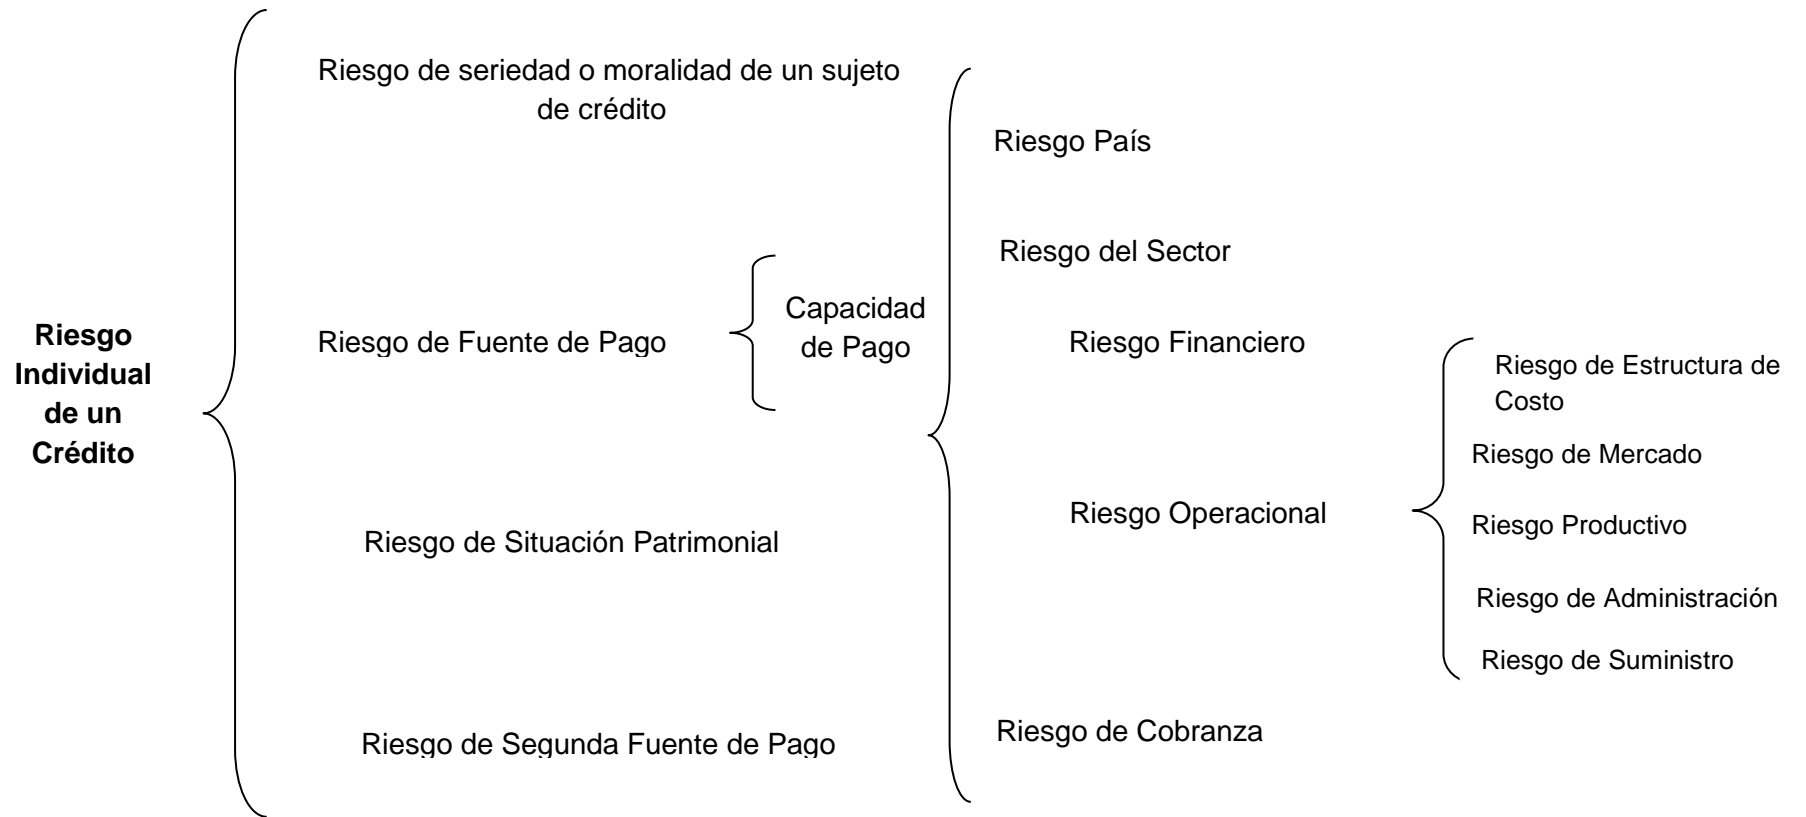 Riesgo
Individual
de un
Crédito
Riesgo de seriedad o moralidad de un sujeto
de crédito
Riesgo de Fuente de Pago
Riesgo de Situación Patrimonial
Riesgo de Segunda Fuente de Pago
Capacidad
de Pago
Riesgo País
Riesgo del Sector
Riesgo Financiero
Riesgo Operacional
Riesgo de Cobranza
Riesgo de Estructura de
Costo
Riesgo de Mercado
Riesgo Productivo
Riesgo de Administración
Riesgo de Suministro